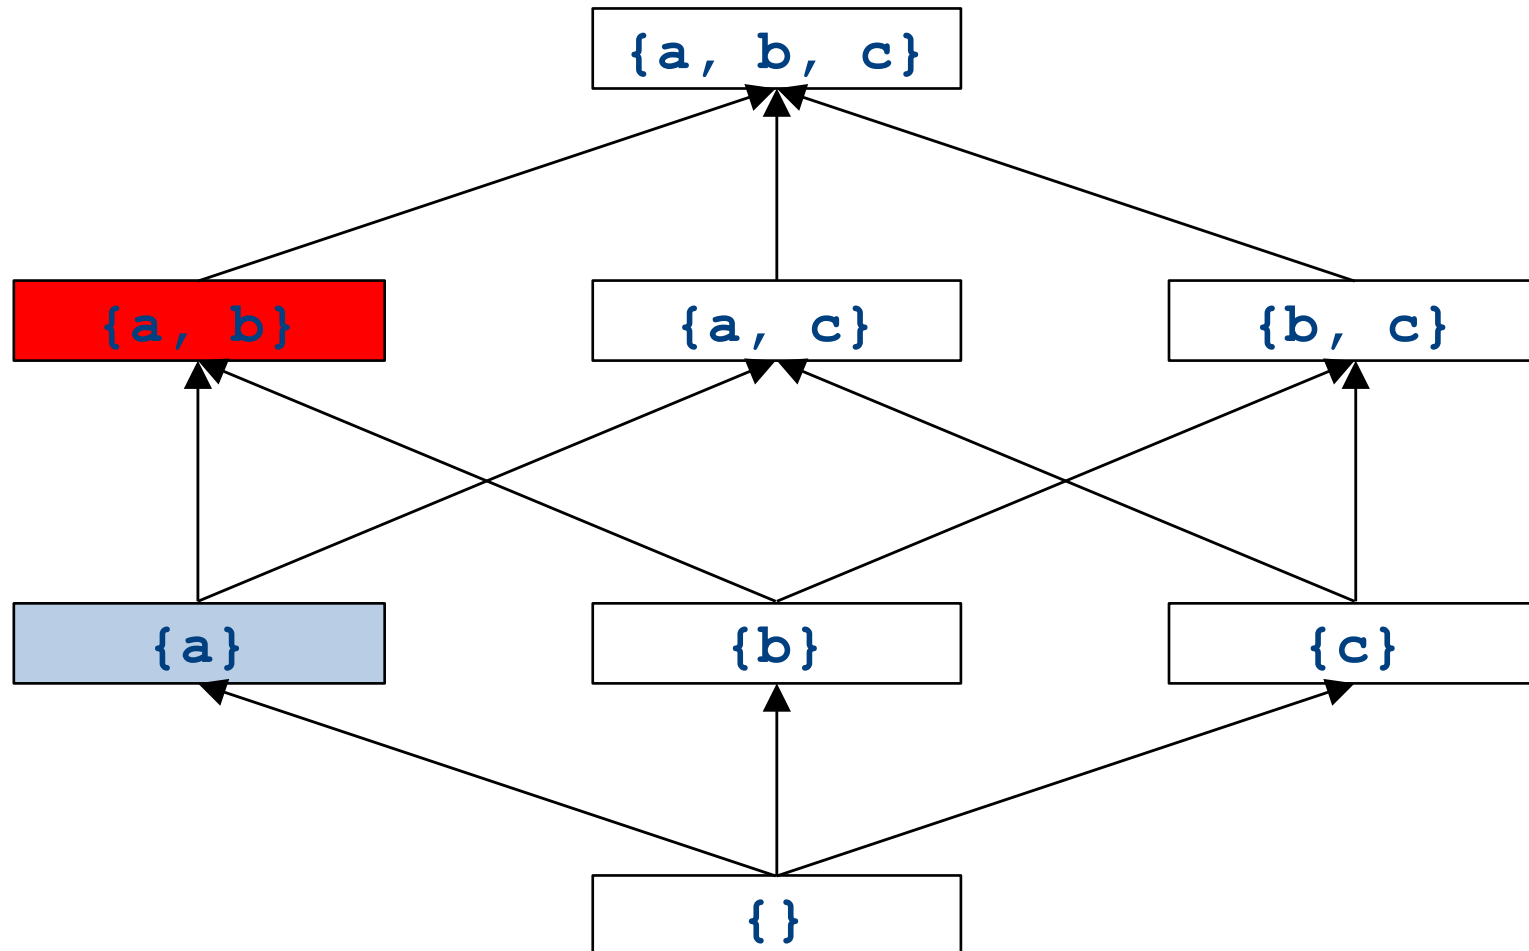 {a, b, c}
{a, b}
{a, c}
{b, c}
{a}
{b}
{c}
{}